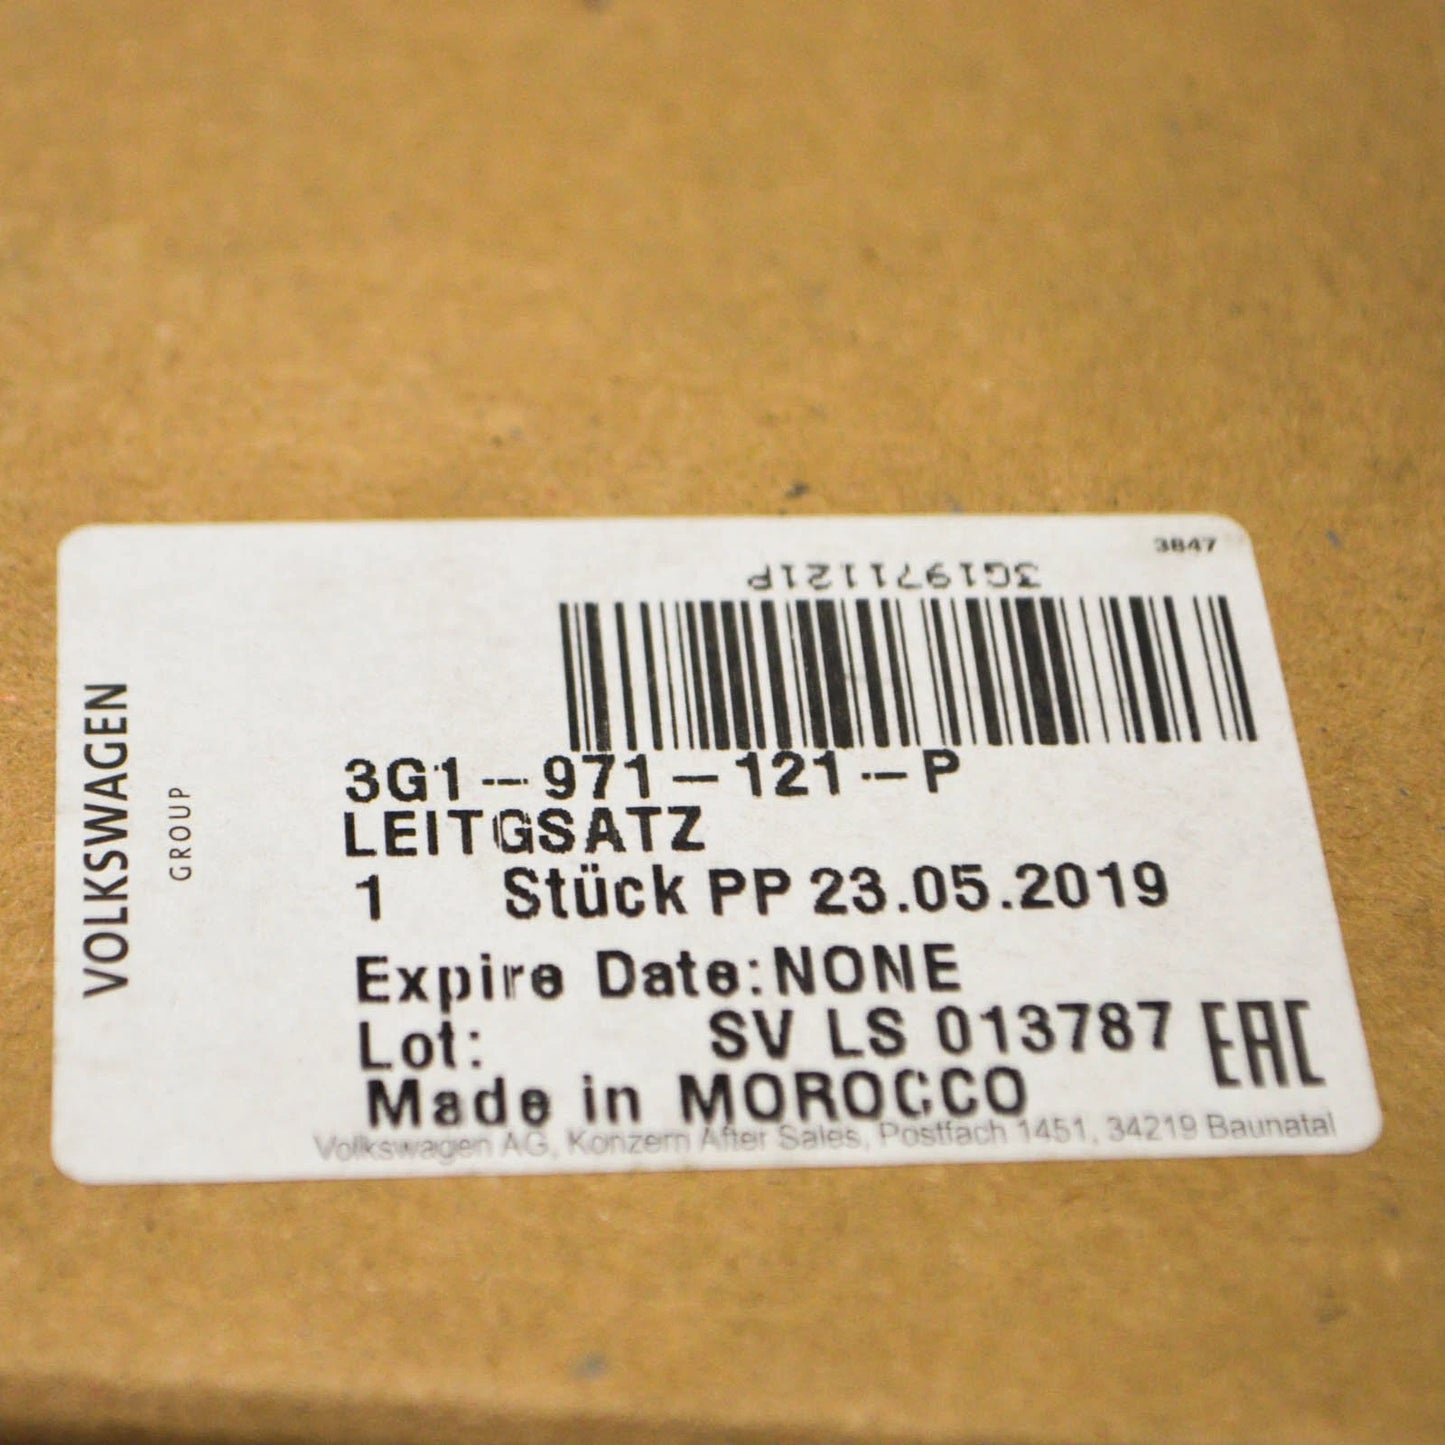 3847
3G1971121P
3G1-971-121-P
LEITGSATZ
1 Stück PP 23.05.2019
Expire Date:NONE
Lot: SV LS 013787
EAC
Made in MOROCCO
Volkswagen AG, Konzern After Sales, Postfach 1451, 34219 Baunatal
VOLKSWAGEN
GROUP